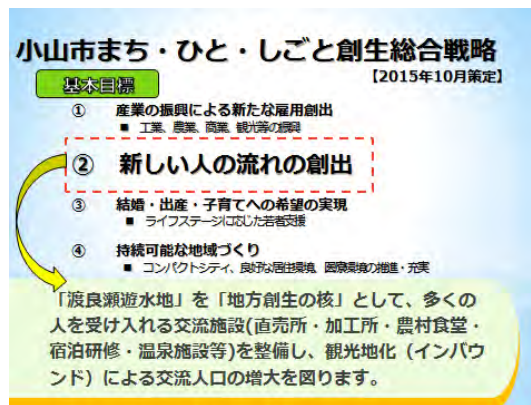 小山市まち・ひと・しごと創生総合戦略
【2015年10月策定】
基本目標
① 産業の振興による新たな雇用創出
■ 工業、農業、商業、観光等の振興
② 新しい人の流れの創出
③ 結婚・出産・子育てへの希望の実現
■ ライフステージに応じた若者支援
④ 持続可能な地域づくり
■ コンパクトシティ、良好な居住環境、医療環境の推進・充実
「渡良瀬遊水地」を「地方創生の核」として、多くの
人を受け入れる交流施設(直売所・加工所・農村食堂・
宿泊研修・温泉施設等)を整備し、観光地化（インバウ
ンド）による交流人口の増大を図ります。